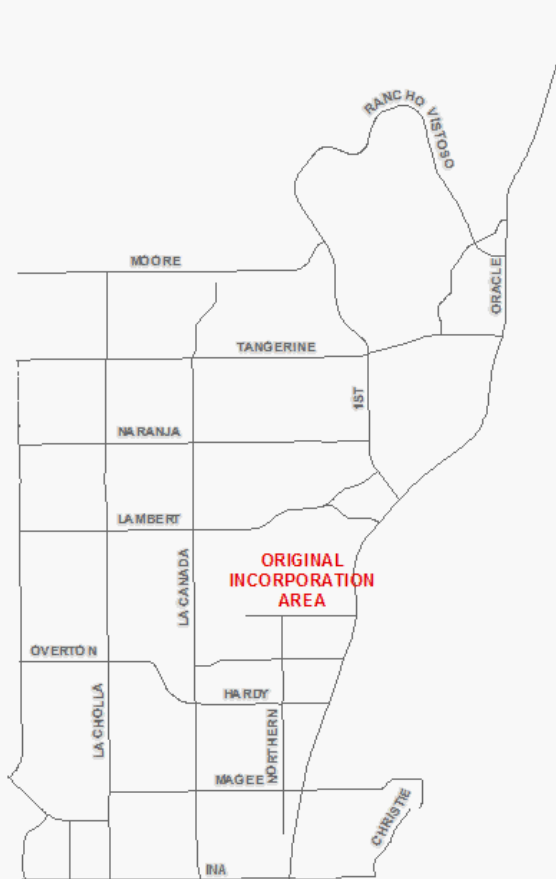 RANCHO VISTOSO
MOORE
ORACLE
TANGERINE
1ST
NARANJA
LAMBERT
LA CANADA
ORIGINAL
INCORPORATION
AREA
OVERTON
HARDY
LA CHOLLA
NORTHERN
MAGEE
CHRISTIE
INA